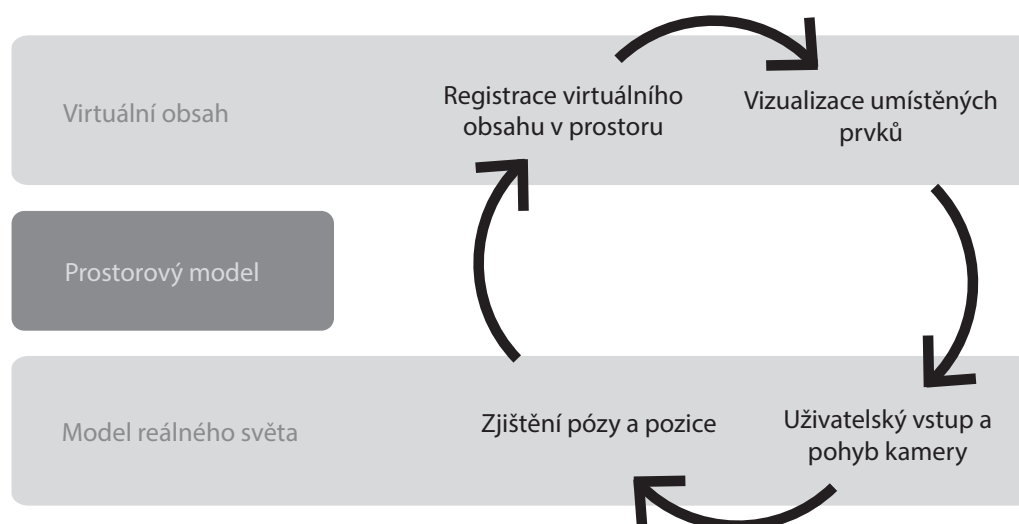 Virtuální obsah
Registrace virtuálního
obsahu v prostoru
Vizualizace umístěných
prvků
Prostorový model
Model reálného světa
Zjištění pózy a pozice
Uživatelský vstup a
pohyb kamery